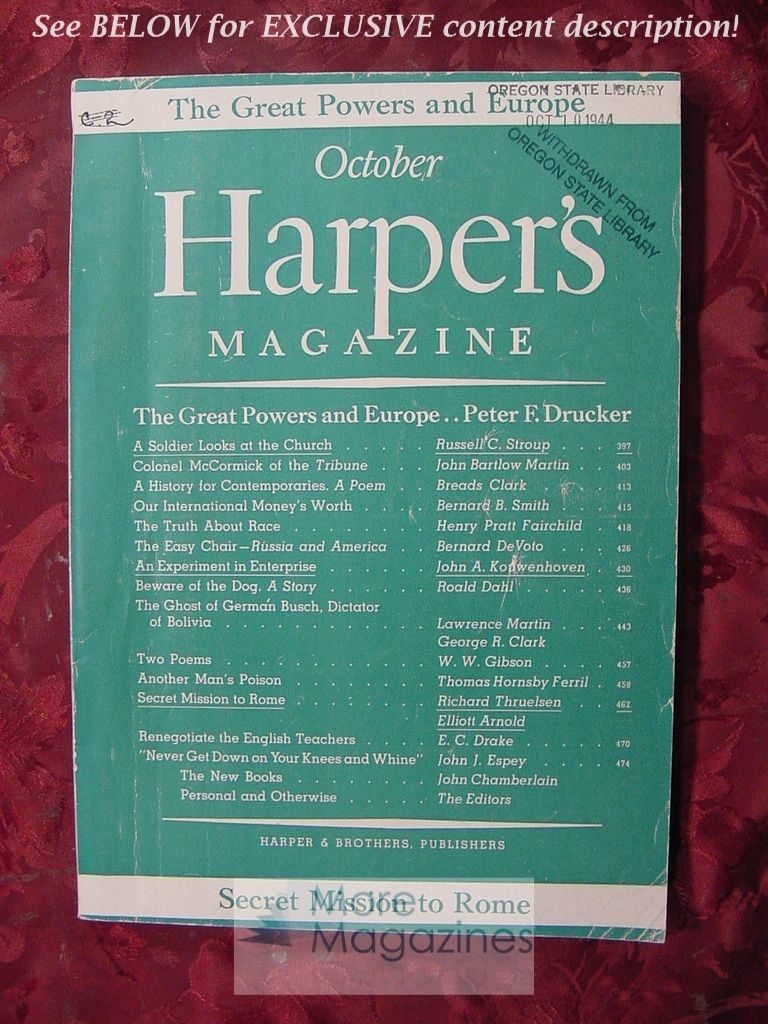 See BELOW for EXCLUSIVE content description!
OREGON STATE LIBRARY
The Great Powers and Europe
OCT 10 1944
WITHDRAWN FROM
OREGON STATE LIBRARY
October
Harper's
MAGAZINE
The Great Powers and Europe . . Peter F. Drucker
A Soldier Looks at the Church . . . . Russell C. Stroup . . . 397
Colonel McCormick of the Tribune . . . John Bartlow Martin . . 403
A History for Contemporaries. A Poem . . Breads Clark . . . . 413
Our International Money's Worth . . . . Bernard B. Smith . . . 415
The Truth About Race . . . . . . Henry Pratt Fairchild . . 418
The Easy Chair—Russia and America . . Bernard DeVoto . . . 426
An Experiment in Enterprise . . . . John A. Kouwenhoven . . 430
Beware of the Dog. A Story . . . . . Roald Dahl . . . . . 436
The Ghost of Germán Busch, Dictator
of Bolivia . . . . . . . . . . Lawrence Martin . . . 443
George R. Clark
Two Poems . . . . . . . . . . W. W. Gibson . . . . 457
Another Man's Poison . . . . . . . Thomas Hornsby Ferril . 458
Secret Mission to Rome . . . . . . Richard Thruelsen . . 462
Elliott Arnold
Renegotiate the English Teachers . . . . E. C. Drake . . . . . 470
"Never Get Down on Your Knees and Whine" John J. Espey . . . . 474
The New Books . . . . . . John Chamberlain
Personal and Otherwise . . . . . The Editors
HARPER & BROTHERS, PUBLISHERS
Secret Mission to Rome
More
Magazines